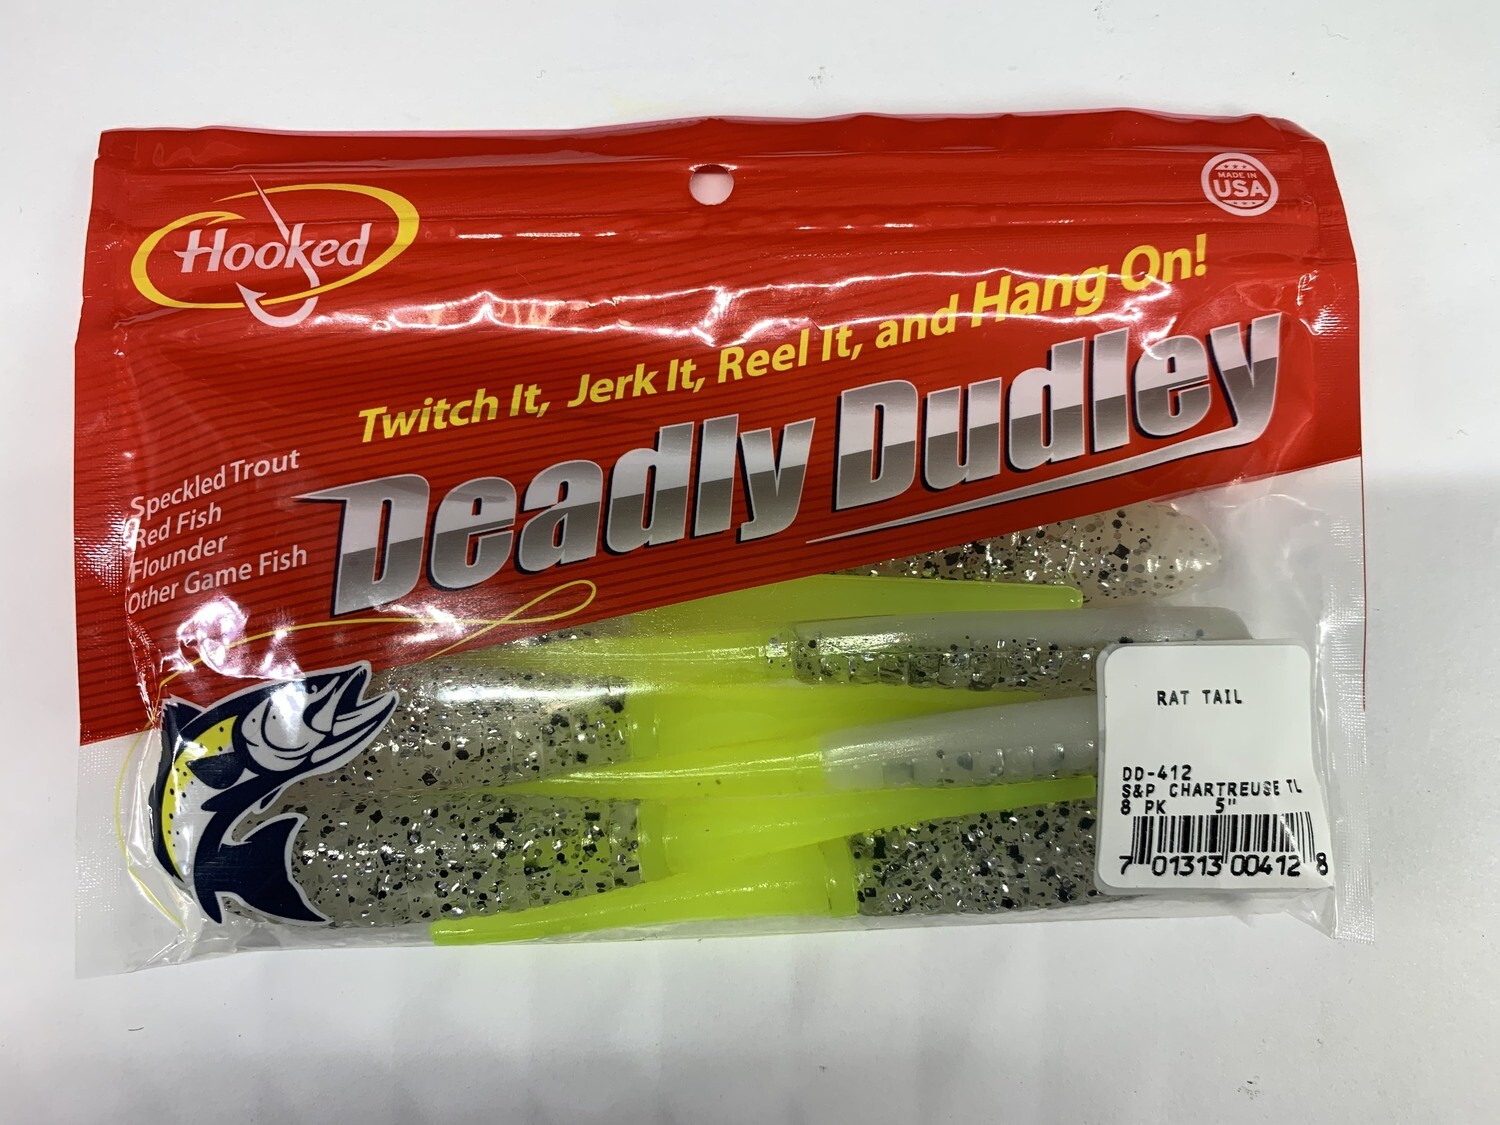 Hooked
MADE IN
USA
Twitch It, Jerk It, Reel It, and Hang On!
Deadly Dudley
Speckled Trout
Red Fish
Flounder
Other Game Fish
RAT TAIL
DD-412
S&P CHARTREUSE TL
8 PK 5"
7 01313 00412 8